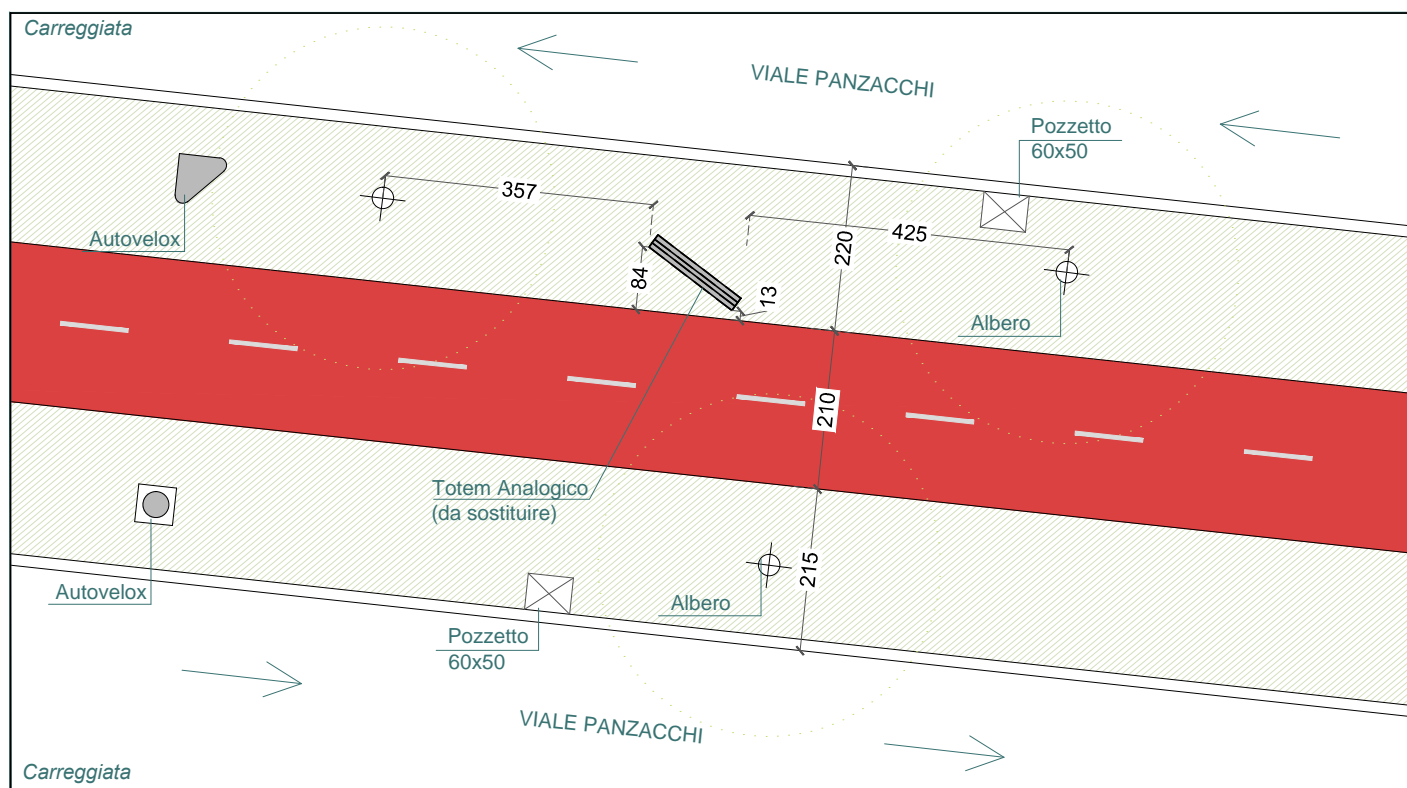 Carreggiata
VIALE PANZACCHI
Pozzetto
60x50
357
425
220
Autovelox
84
13
Albero
210
Totem Analogico
(da sostituire)
215
Autovelox
Albero
Pozzetto
60x50
VIALE PANZACCHI
Carreggiata